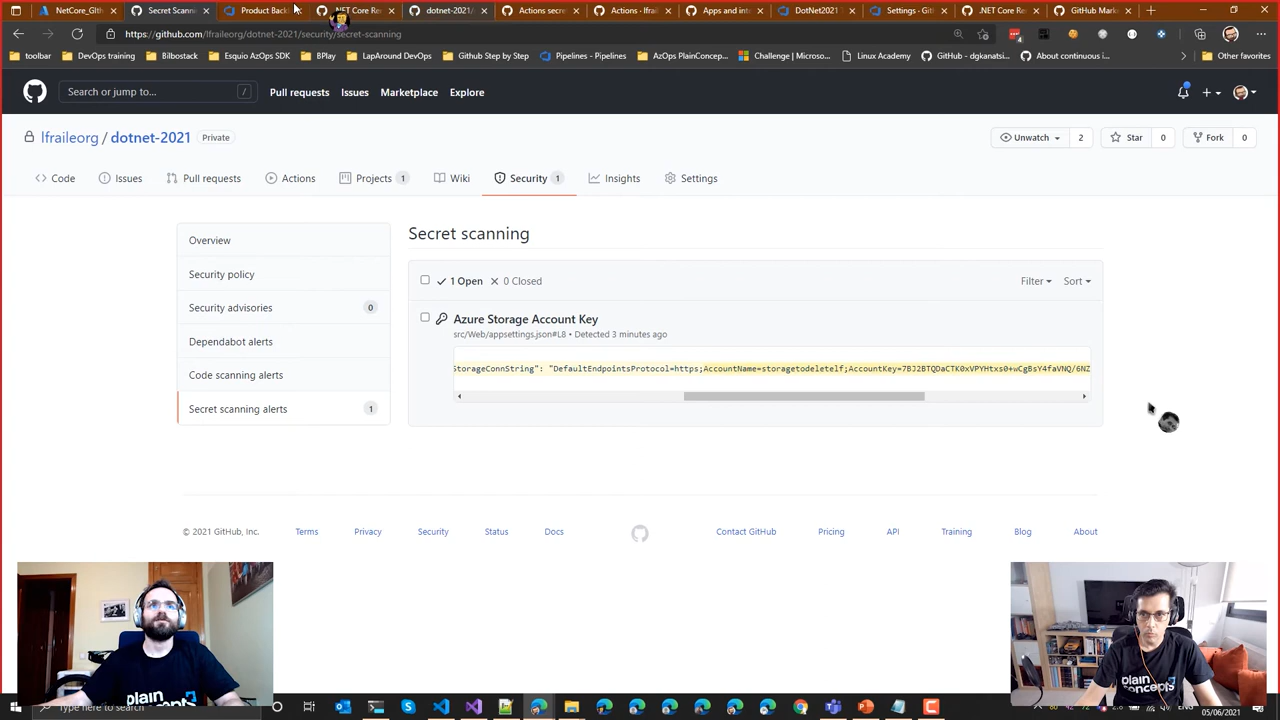 NetCore_Gith
Secret Scann
Product Back
.NET Core Re
dotnet-2021/
Actions secret
Actions · lfrail
Apps and inte
DotNet2021
Settings · Gith
.NET Core Re
GitHub Mark
https://github.com/lfraileorg/dotnet-2021/security/secret-scanning
toolbar
DevOps training
Bilbostack
Esquio AzOps SDK
BPlay
LapAround DevOps
Github Step by Step
Pipelines - Pipelines
AzOps PlainConcep...
Challenge | Microso...
Linux Academy
GitHub - dgkanatsi...
About continuous i...
Other favorites
Search or jump to...
/
Pull requests
Issues
Marketplace
Explore
lfraileorg / dotnet-2021
Private
Unwatch
2
Star
0
Fork
0
Code
Issues
Pull requests
Actions
Projects
1
Wiki
Security
1
Insights
Settings
Overview
Security policy
Security advisories
0
Dependabot alerts
Code scanning alerts
Secret scanning alerts
1
Secret scanning
1 Open
0 Closed
Filter
Sort
Azure Storage Account Key
src/Web/appsettings.json#L8 • Detected 3 minutes ago
StorageConnString": "DefaultEndpointsProtocol=https;AccountName=storagetodeletelf;AccountKey=7BJ2BTQDaCTK0xVPYHtxs0+wCgBsY4faVNQ/6NZ
© 2021 GitHub, Inc.
Terms
Privacy
Security
Status
Docs
Contact GitHub
Pricing
API
Training
Blog
About
plain
concepts
plain
concepts
Type here to search
05/06/2021